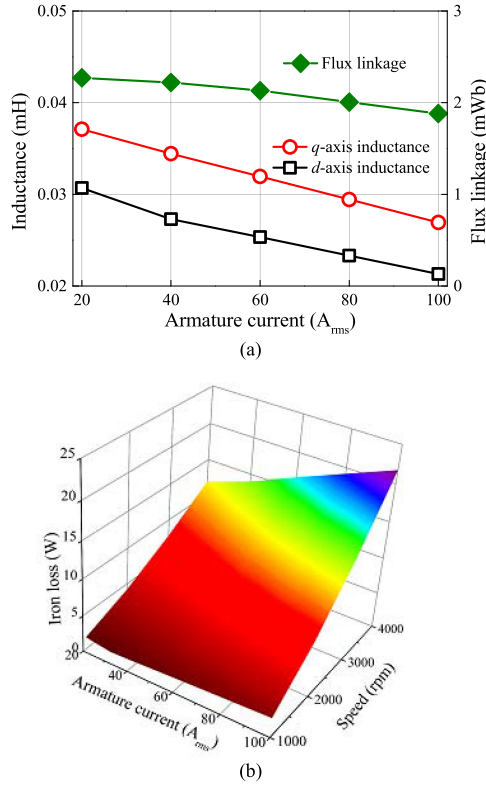 0.05
0.04
0.03
0.02
Inductance (mH)
3
2
1
0
Flux linkage (mWb)
Flux linkage
q-axis inductance
d-axis inductance
20 40 60 80 100
Armature current (Arms)
(a)
25
20
15
10
5
0
Iron loss (W)
20 40 60 80 100
Armature current (Arms)
1000 2000 3000 4000
Speed (rpm)
(b)